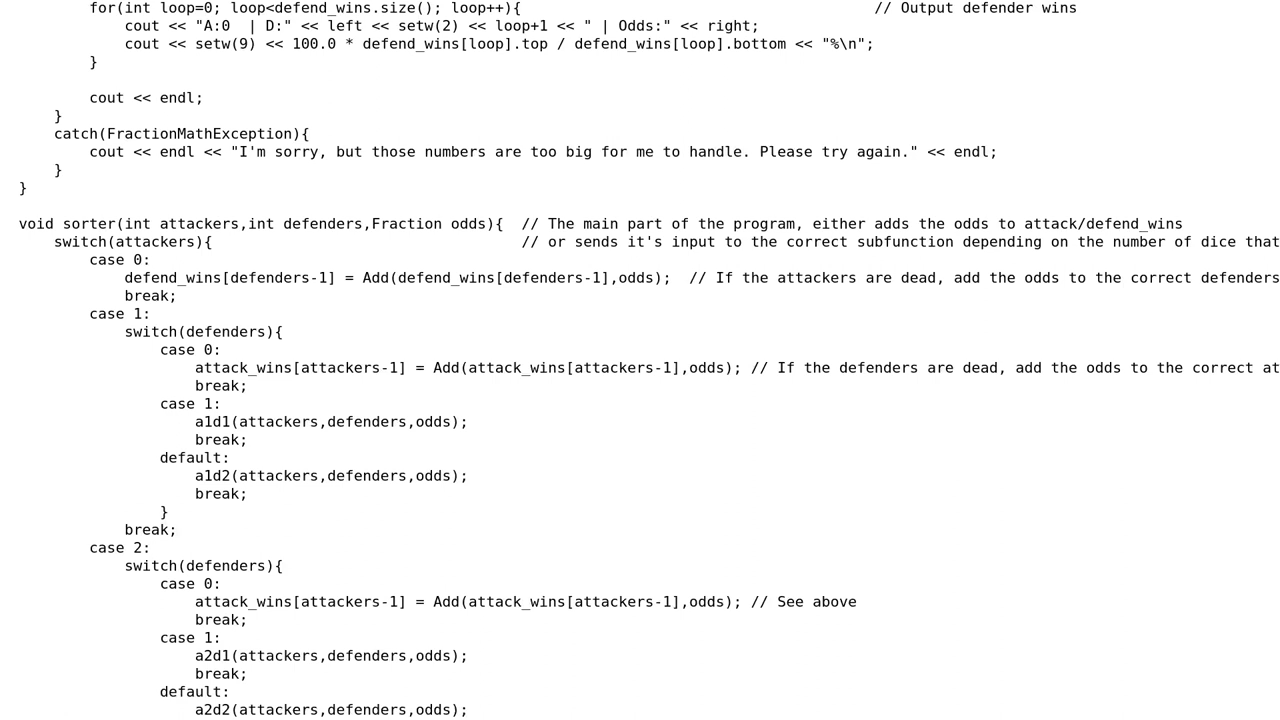 for(int loop=0; loop<defend_wins.size(); loop++){ // Output defender wins
cout << "A:0  | D:" << left << setw(2) << loop+1 << " | Odds:" << right;
cout << setw(9) << 100.0 * defend_wins[loop].top / defend_wins[loop].bottom << "%\n";
}
cout << endl;
}
catch(FractionMathException){
cout << endl << "I'm sorry, but those numbers are too big for me to handle. Please try again." << endl;
}
}
void sorter(int attackers,int defenders,Fraction odds){ // The main part of the program, either adds the odds to attack/defend_wins
switch(attackers){ // or sends it's input to the correct subfunction depending on the number of dice that
case 0:
defend_wins[defenders-1] = Add(defend_wins[defenders-1],odds); // If the attackers are dead, add the odds to the correct defenders
break;
case 1:
switch(defenders){
case 0:
attack_wins[attackers-1] = Add(attack_wins[attackers-1],odds); // If the defenders are dead, add the odds to the correct at
break;
case 1:
a1d1(attackers,defenders,odds);
break;
default:
a1d2(attackers,defenders,odds);
break;
}
break;
case 2:
switch(defenders){
case 0:
attack_wins[attackers-1] = Add(attack_wins[attackers-1],odds); // See above
break;
case 1:
a2d1(attackers,defenders,odds);
break;
default:
a2d2(attackers,defenders,odds);